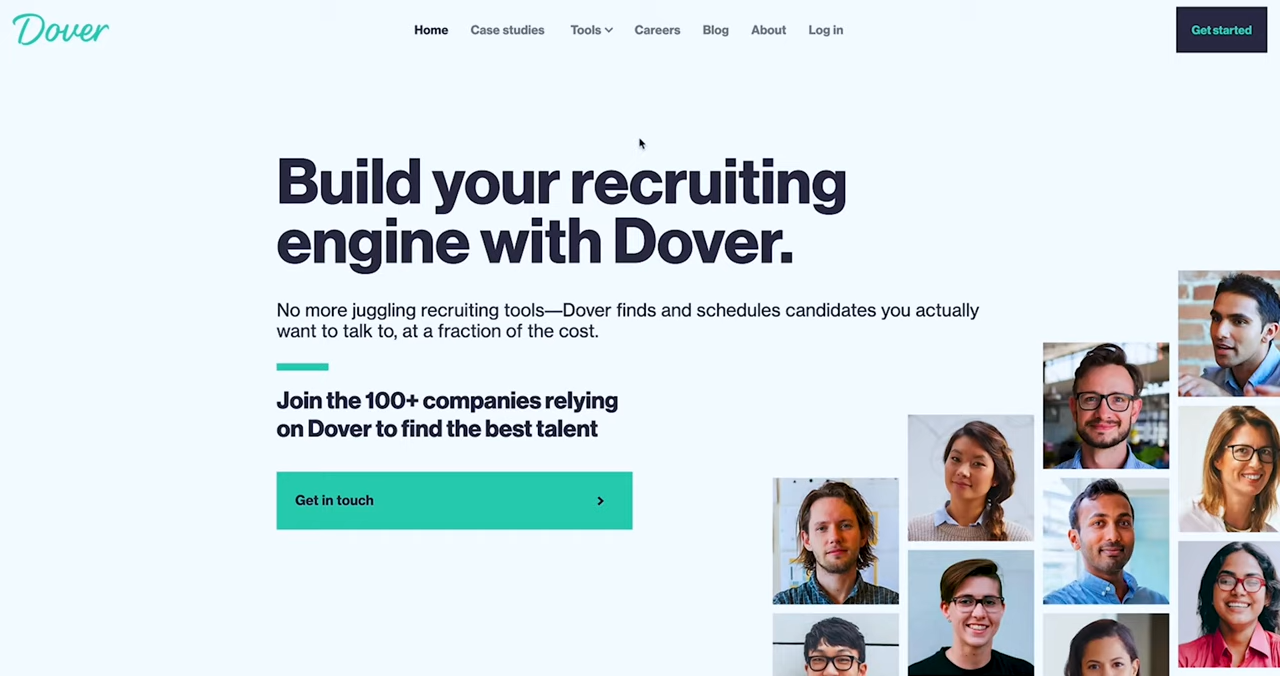 Dover
Home
Case studies
Tools
Careers
Blog
About
Log in
Get started
Build your recruiting
engine with Dover.
No more juggling recruiting tools—Dover finds and schedules candidates you actually
want to talk to, at a fraction of the cost.
Join the 100+ companies relying
on Dover to find the best talent
Get in touch